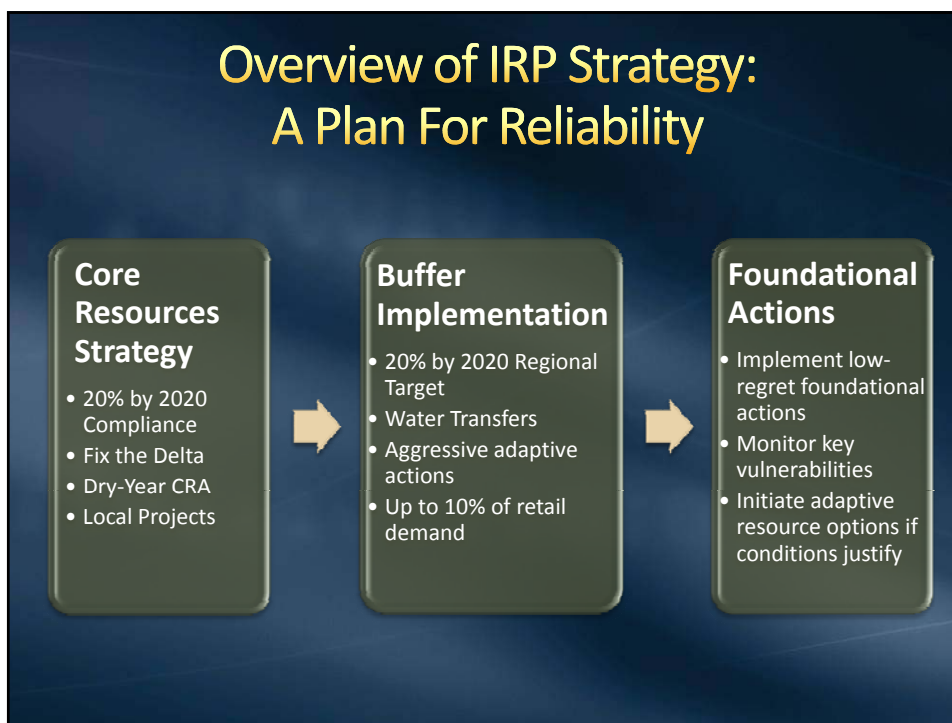 Overview of IRP Strategy:
A Plan For Reliability
Core
Resources
Strategy
• 20% by 2020
Compliance
• Fix the Delta
• Dry-Year CRA
• Local Projects
Buffer
Implementation
• 20% by 2020 Regional
Target
• Water Transfers
• Aggressive adaptive
actions
• Up to 10% of retail
demand
Foundational
Actions
• Implement low-
regret foundational
actions
• Monitor key
vulnerabilities
• Initiate adaptive
resource options if
conditions justify